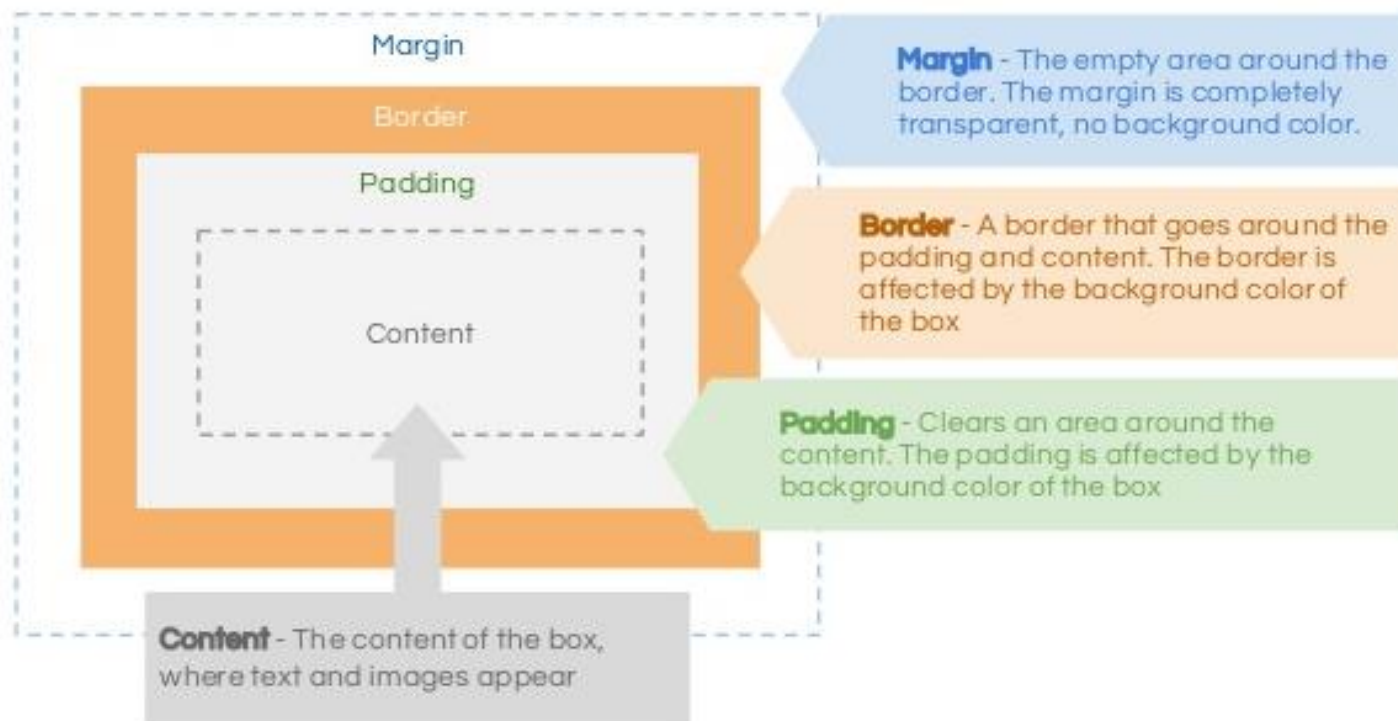 Margin
Border
Padding
Content
Margin - The empty area around the
border. The margin is completely
transparent, no background color.
Border - A border that goes around the
padding and content. The border is
affected by the background color of
the box
Padding - Clears an area around the
content. The padding is affected by the
background color of the box
Content - The content of the box,
where text and images appear